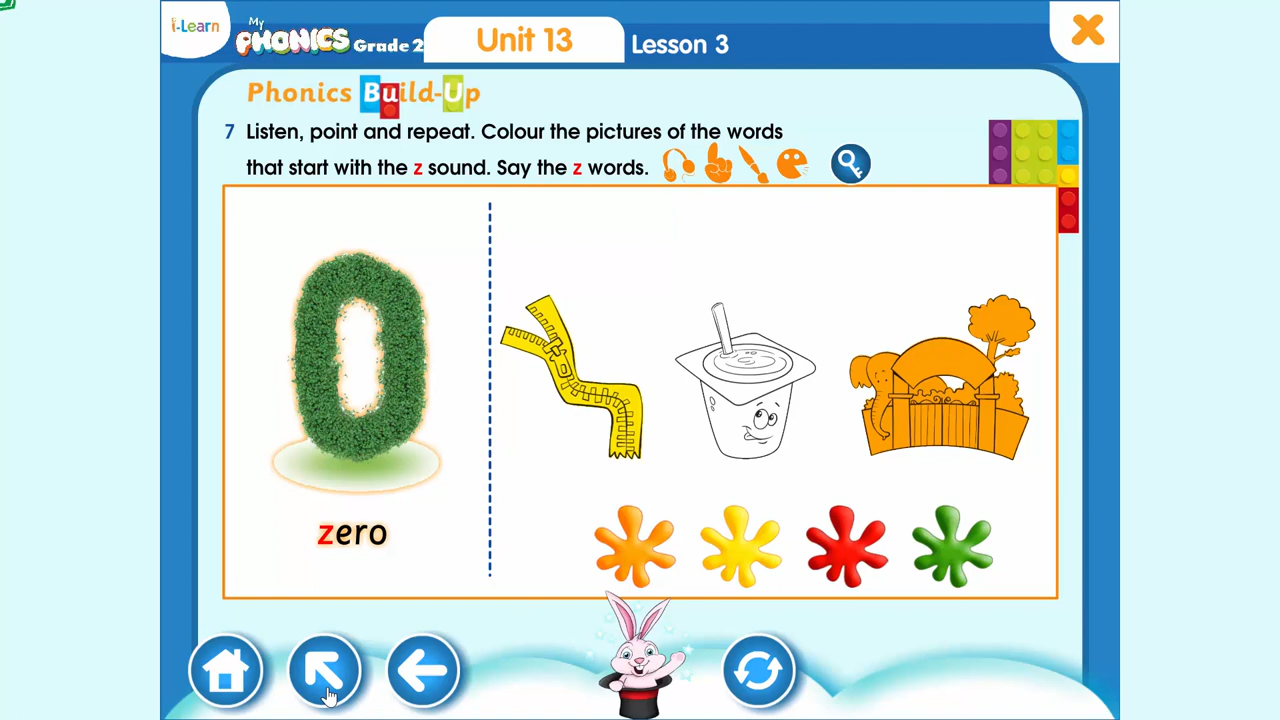 i-Learn
My
PHONICS Grade 2
Unit 13
Lesson 3
Phonics Build-Up
7 Listen, point and repeat. Colour the pictures of the words
that start with the z sound. Say the z words.
zero